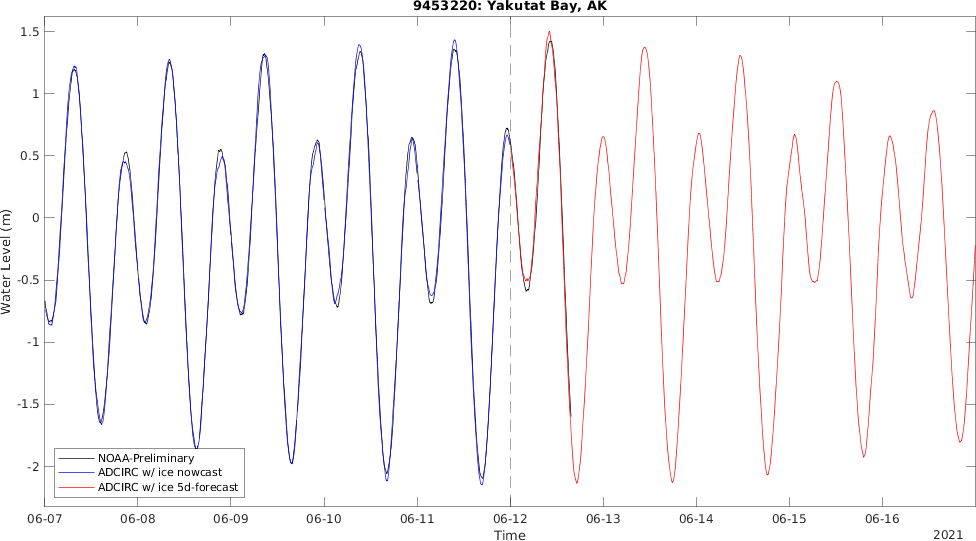 9453220: Yakutat Bay, AK
Water Level (m)
1.5
1
0.5
0
-0.5
-1
-1.5
-2
NOAA-Preliminary
ADCIRC w/ ice nowcast
ADCIRC w/ ice 5d-forecast
06-07 06-08 06-09 06-10 06-11 06-12 06-13 06-14 06-15 06-16
Time
2021